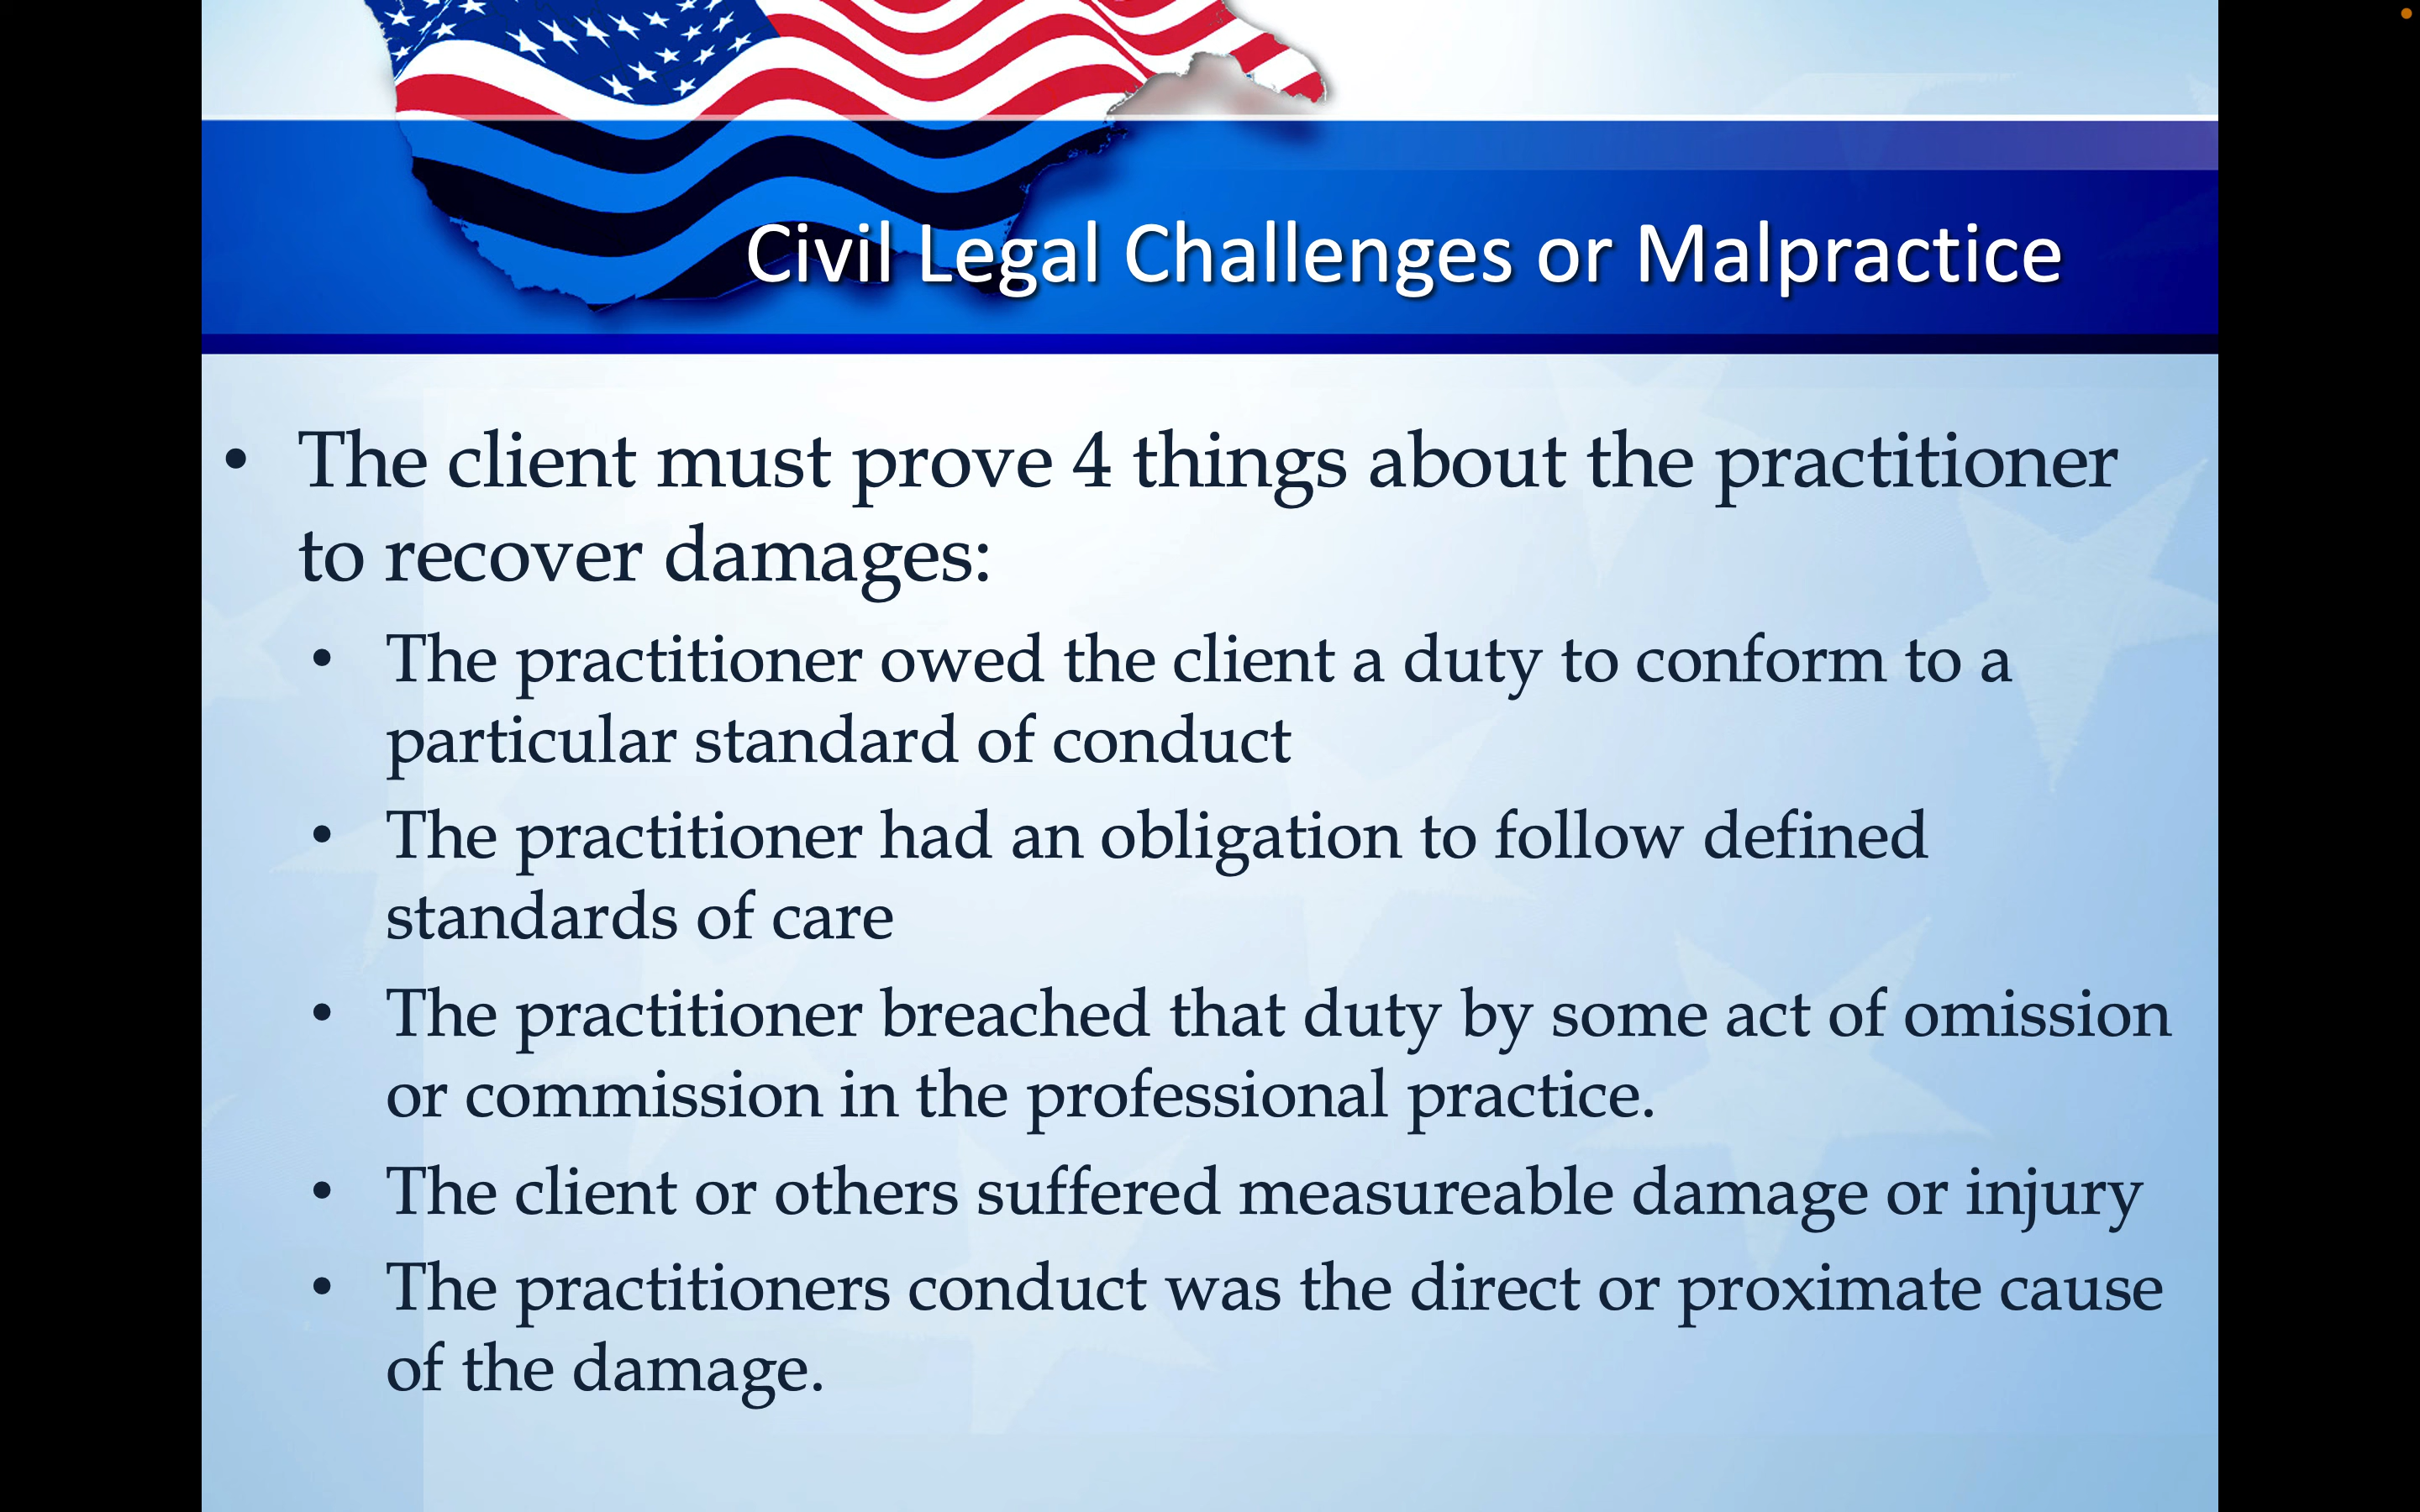 Civil Legal Challenges or Malpractice
• The client must prove 4 things about the practitioner
to recover damages:
• The practitioner owed the client a duty to conform to a
particular standard of conduct
• The practitioner had an obligation to follow defined
standards of care
• The practitioner breached that duty by some act of omission
or commission in the professional practice.
• The client or others suffered measureable damage or injury
• The practitioners conduct was the direct or proximate cause
of the damage.